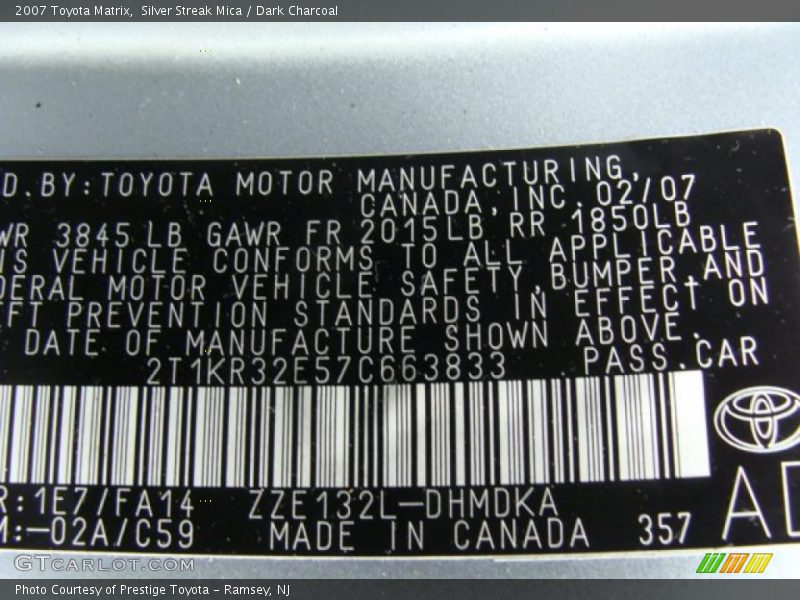 2007 Toyota Matrix, Silver Streak Mica / Dark Charcoal
D.BY:TOYOTA MOTOR MANUFACTURING,
CANADA,INC.02/07
WR 3845LB GAWR FR 2015LB RR 1850LB
IS VEHICLE CONFORMS TO ALL APPLICABLE
DERAL MOTOR VEHICLE SAFETY,BUMPER,AND
FT PREVENTION STANDARDS IN EFFECT ON
DATE OF MANUFACTURE SHOWN ABOVE.
2T1KR32E57C663833 PASS.CAR
R:1E7/FA14 ZZE132L-DHMDKA
M:-02A/C59 MADE IN CANADA 357 AD
GTCARLOT.COM
Photo Courtesy of Prestige Toyota - Ramsey, NJ